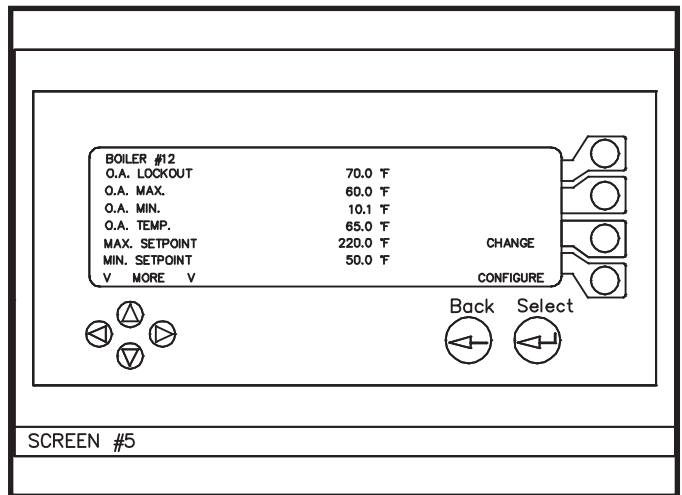 BOILER #12
O.A. LOCKOUT 70.0 °F
O.A. MAX. 60.0 °F
O.A. MIN. 10.1 °F
O.A. TEMP. 65.0 °F
MAX. SETPOINT 220.0 °F CHANGE
MIN. SETPOINT 50.0 °F
V MORE V CONFIGURE
Back Select
SCREEN #5